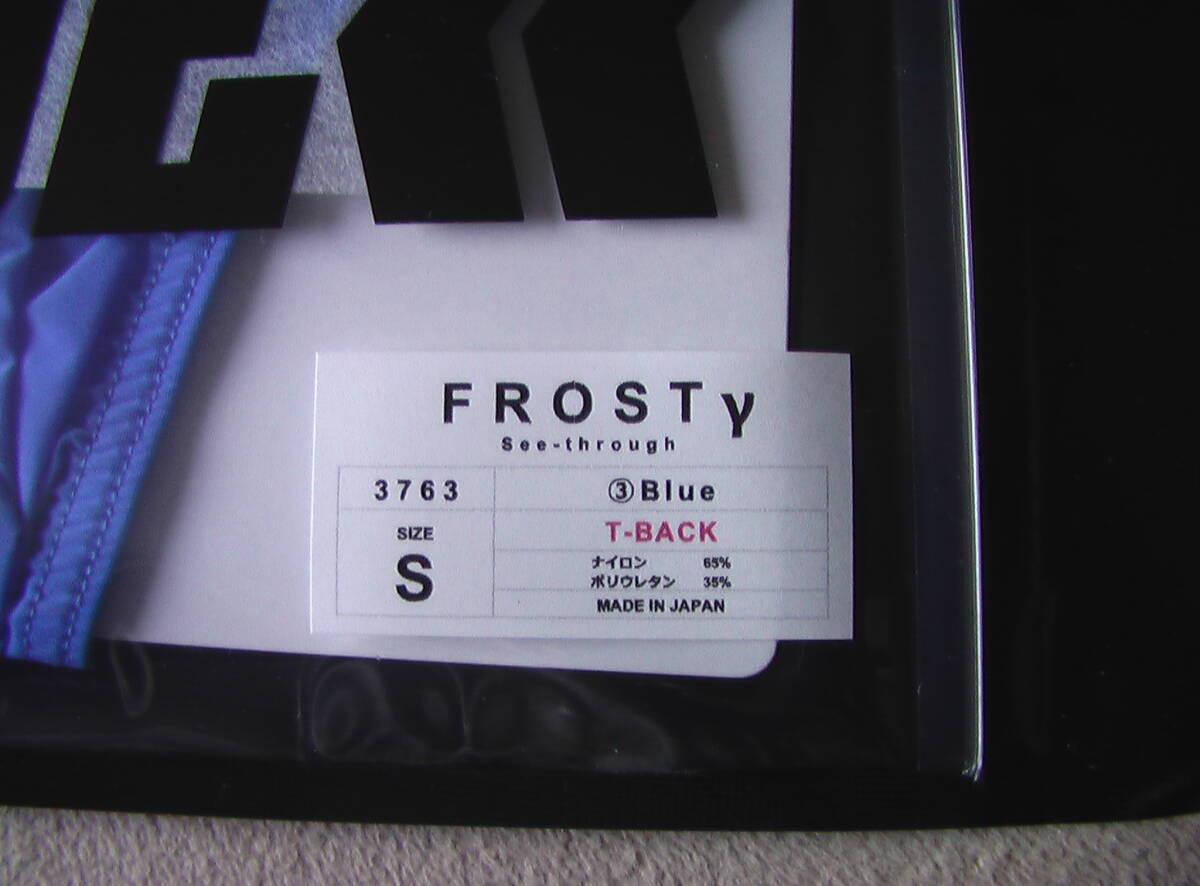 FROSTγ
See-through
3763 ③Blue
SIZE T-BACK
S
ナイロン 65%
ポリウレタン 35%
MADE IN JAPAN